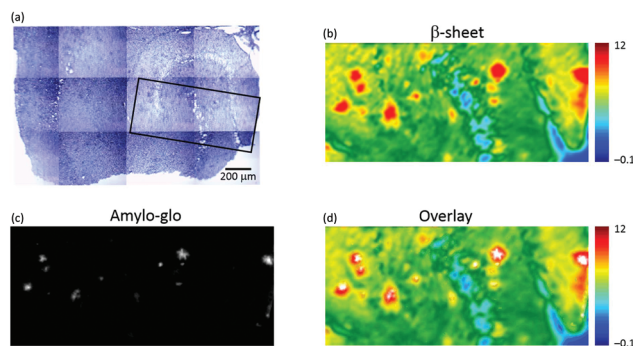 (a)
200 μm
(b)
β-sheet
12
–0.1
(c)
Amylo-glo
(d)
Overlay
12
–0.1